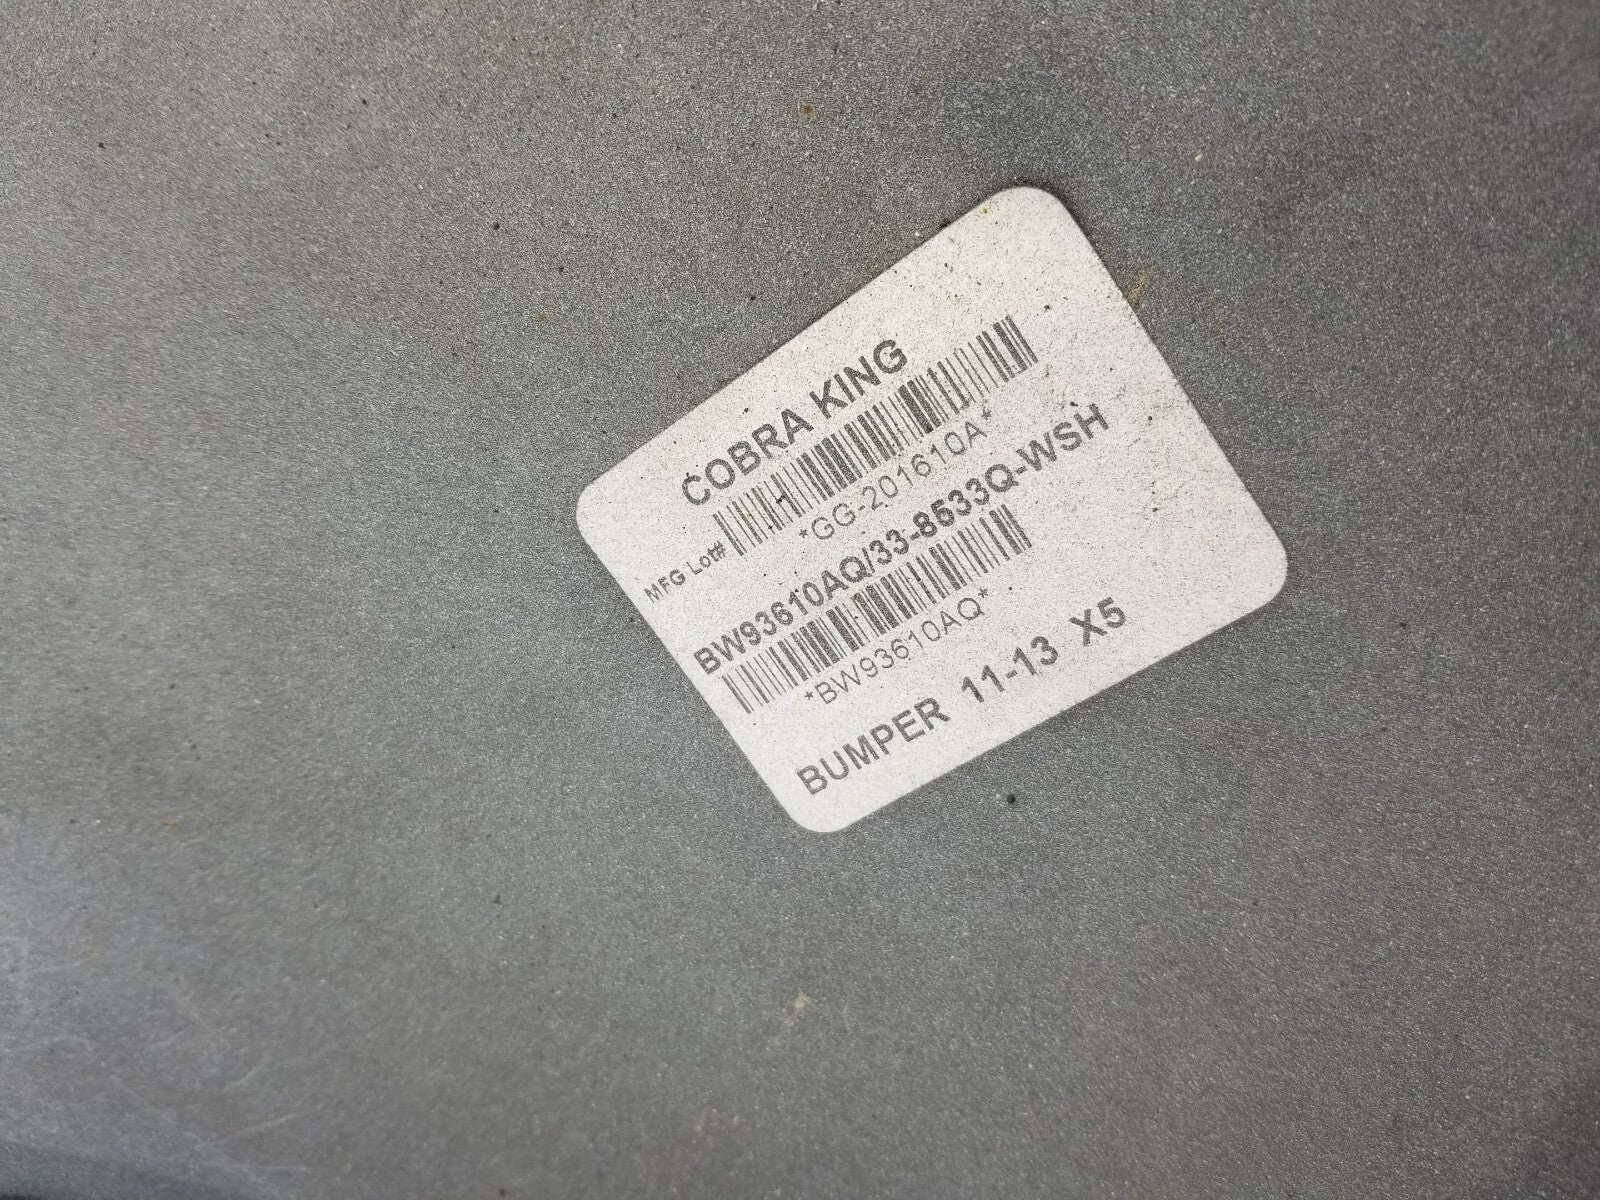 COBRA KING
MFG Lot#
*GG-201610A*
BW93610AQ/33-8533Q-WSH
*BW93610AQ*
BUMPER 11-13 X5